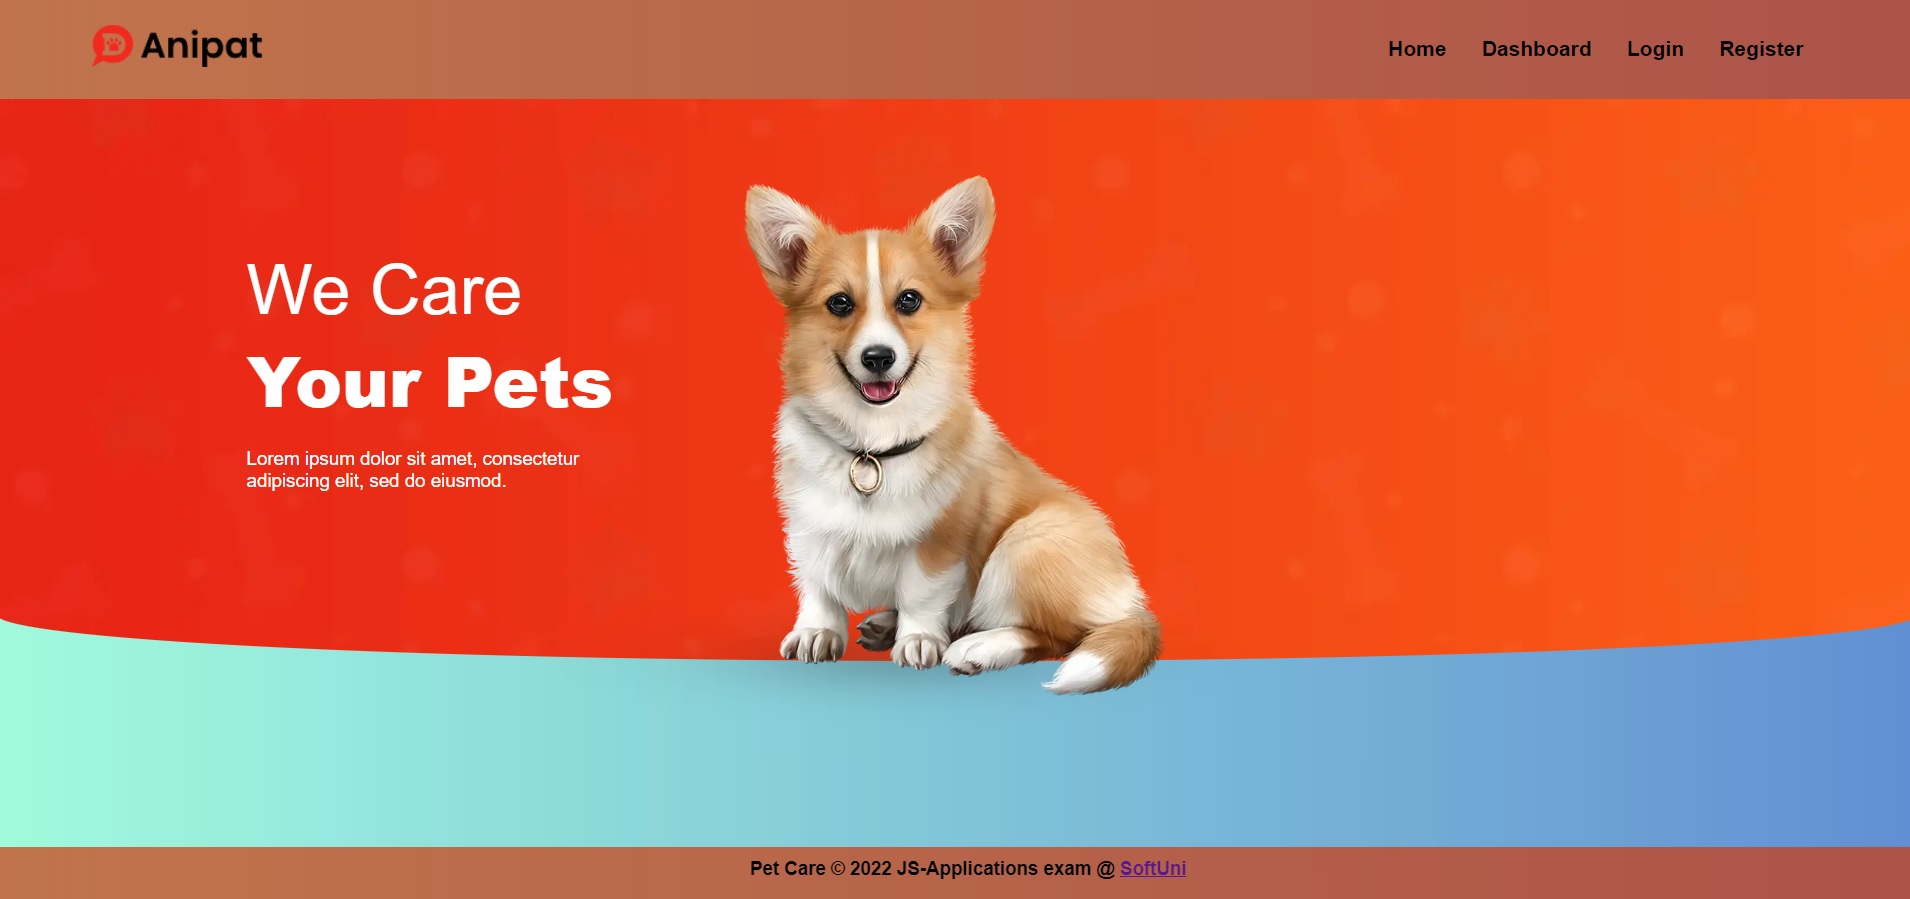 Anipat
Home Dashboard Login Register
We Care
Your Pets
Lorem ipsum dolor sit amet, consectetur
adipiscing elit, sed do eiusmod.
Pet Care © 2022 JS-Applications exam @ SoftUni